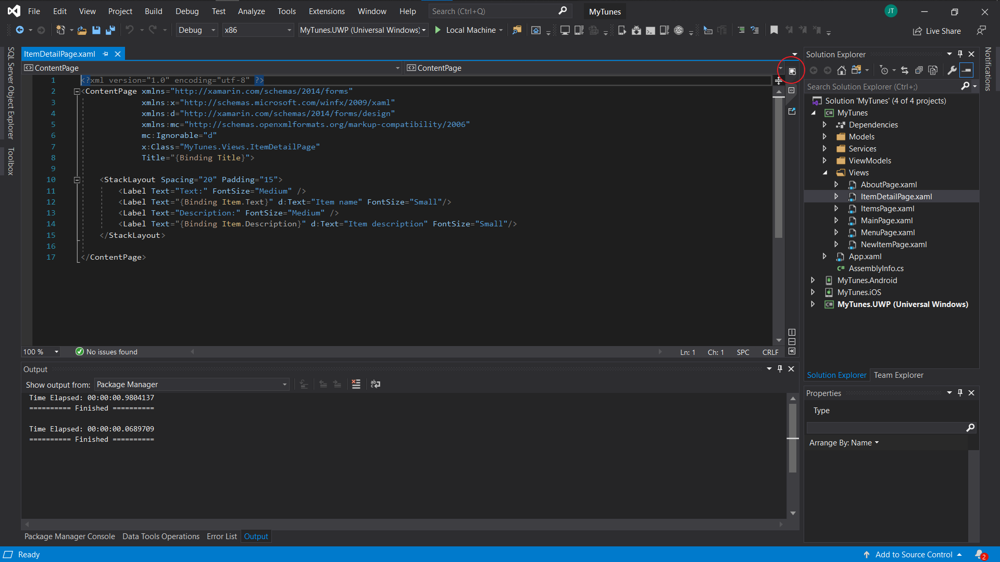 File Edit View Project Build Debug Test Analyze Tools Extensions Window Help Search (Ctrl+Q) MyTunes JT
Debug x86 MyTunes.UWP (Universal Windows) Local Machine Live Share
SQL Server Object Explorer
Toolbox
ItemDetailPage.xaml
ContentPage ContentPage
1 <?xml version="1.0" encoding="utf-8" ?>
2 <ContentPage xmlns="http://xamarin.com/schemas/2014/forms"
3 xmlns:x="http://schemas.microsoft.com/winfx/2009/xaml"
4 xmlns:d="http://xamarin.com/schemas/2014/forms/design"
5 xmlns:mc="http://schemas.openxmlformats.org/markup-compatibility/2006"
6 mc:Ignorable="d"
7 x:Class="MyTunes.Views.ItemDetailPage"
8 Title="{Binding Title}">
9
10 <StackLayout Spacing="20" Padding="15">
11 <Label Text="Text:" FontSize="Medium" />
12 <Label Text="{Binding Item.Text}" d:Text="Item name" FontSize="Small"/>
13 <Label Text="Description:" FontSize="Medium" />
14 <Label Text="{Binding Item.Description}" d:Text="Item description" FontSize="Small"/>
15 </StackLayout>
16
17 </ContentPage>
100 % No issues found Ln: 1 Ch: 1 SPC CRLF
Output
Show output from: Package Manager
Time Elapsed: 00:00:00.9804137
========== Finished ==========
Time Elapsed: 00:00:00.0689709
========== Finished ==========
Package Manager Console Data Tools Operations Error List Output
Solution Explorer
Search Solution Explorer (Ctrl+;)
Solution 'MyTunes' (4 of 4 projects)
C# MyTunes
Dependencies
Models
Services
ViewModels
Views
AboutPage.xaml
ItemDetailPage.xaml
ItemsPage.xaml
MainPage.xaml
MenuPage.xaml
NewItemPage.xaml
App.xaml
C# AssemblyInfo.cs
MyTunes.Android
MyTunes.iOS
C# MyTunes.UWP (Universal Windows)
Solution Explorer Team Explorer
Properties
Type
Arrange By: Name
Notifications
Ready Add to Source Control 2